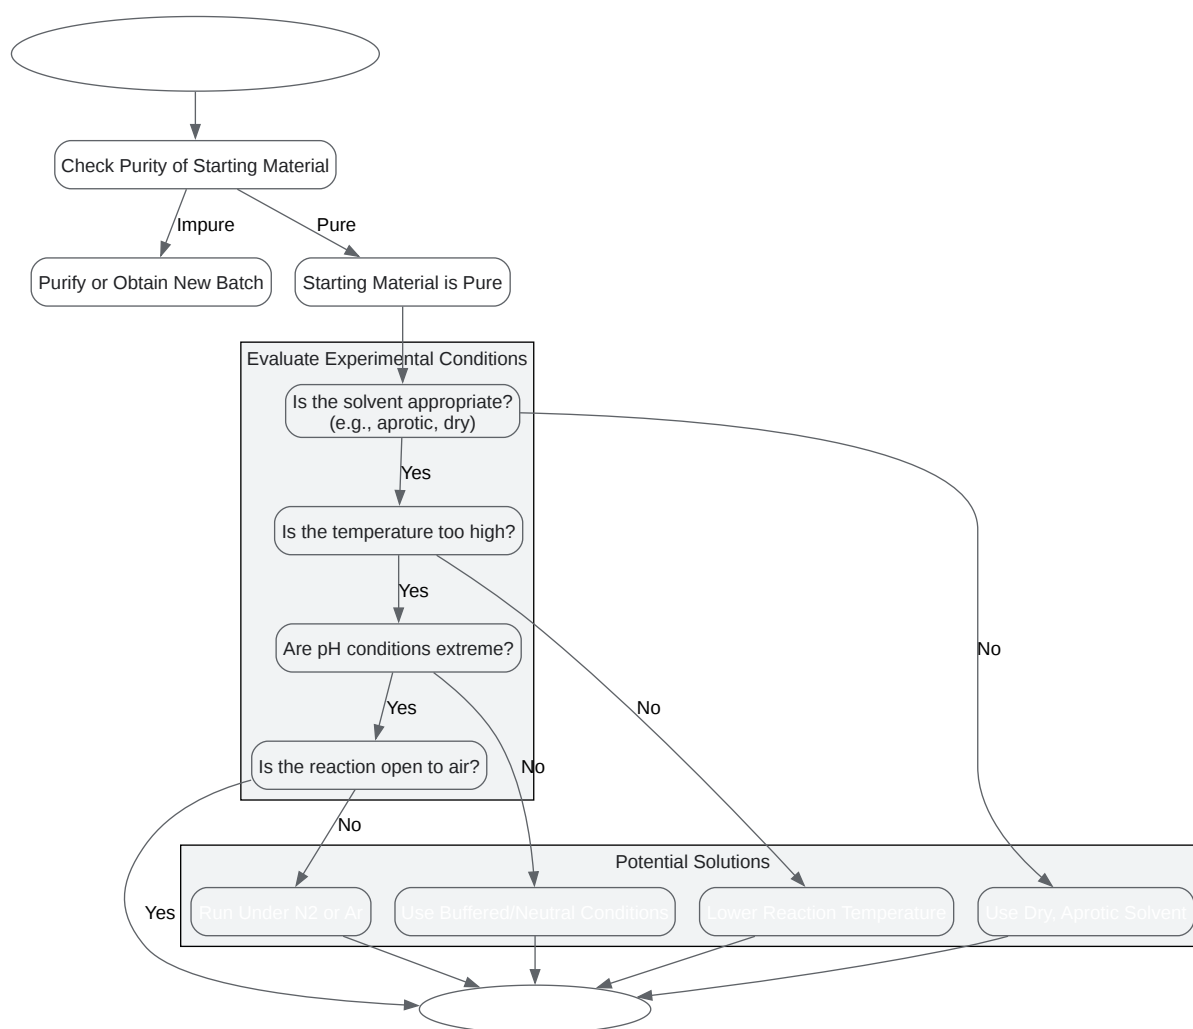 Check Purity of Starting Material
Impure
Pure
Purify or Obtain New Batch
Starting Material is Pure
Evaluate Experimental Conditions
Is the solvent appropriate?
(e.g., aprotic, dry)
Yes
Is the temperature too high?
Yes
Are pH conditions extreme?
No
Yes
No
Is the reaction open to air?
No
No
Potential Solutions
Yes
Run Under N2 or Ar
Use Buffered/Neutral Conditions
Lower Reaction Temperature
Use Dry, Aprotic Solvent